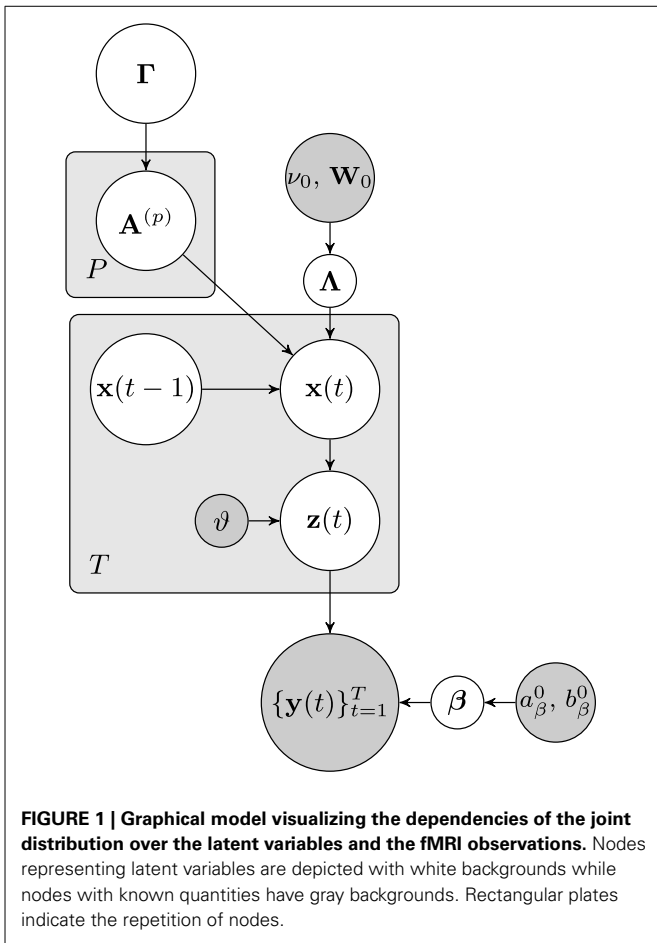 Γ
A^(p)
P
ν₀, W₀
Λ
x(t − 1)
x(t)
ϑ
z(t)
T
{y(t)}_{t=1}^{T}
β
a_β^0, b_β^0
FIGURE 1 | Graphical model visualizing the dependencies of the joint
distribution over the latent variables and the fMRI observations. Nodes
representing latent variables are depicted with white backgrounds while
nodes with known quantities have gray backgrounds. Rectangular plates
indicate the repetition of nodes.